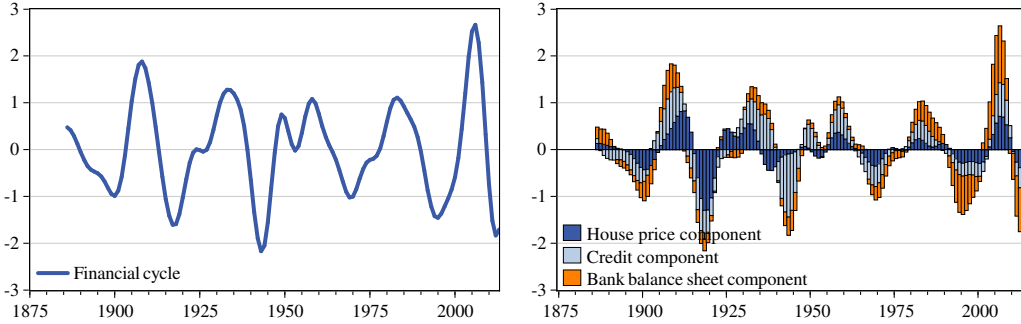 3
2
1
0
-1
-2
-3
Financial cycle
1875 1900 1925 1950 1975 2000
3
2
1
0
-1
-2
-3
House price component
Credit component
Bank balance sheet component
1875 1900 1925 1950 1975 2000